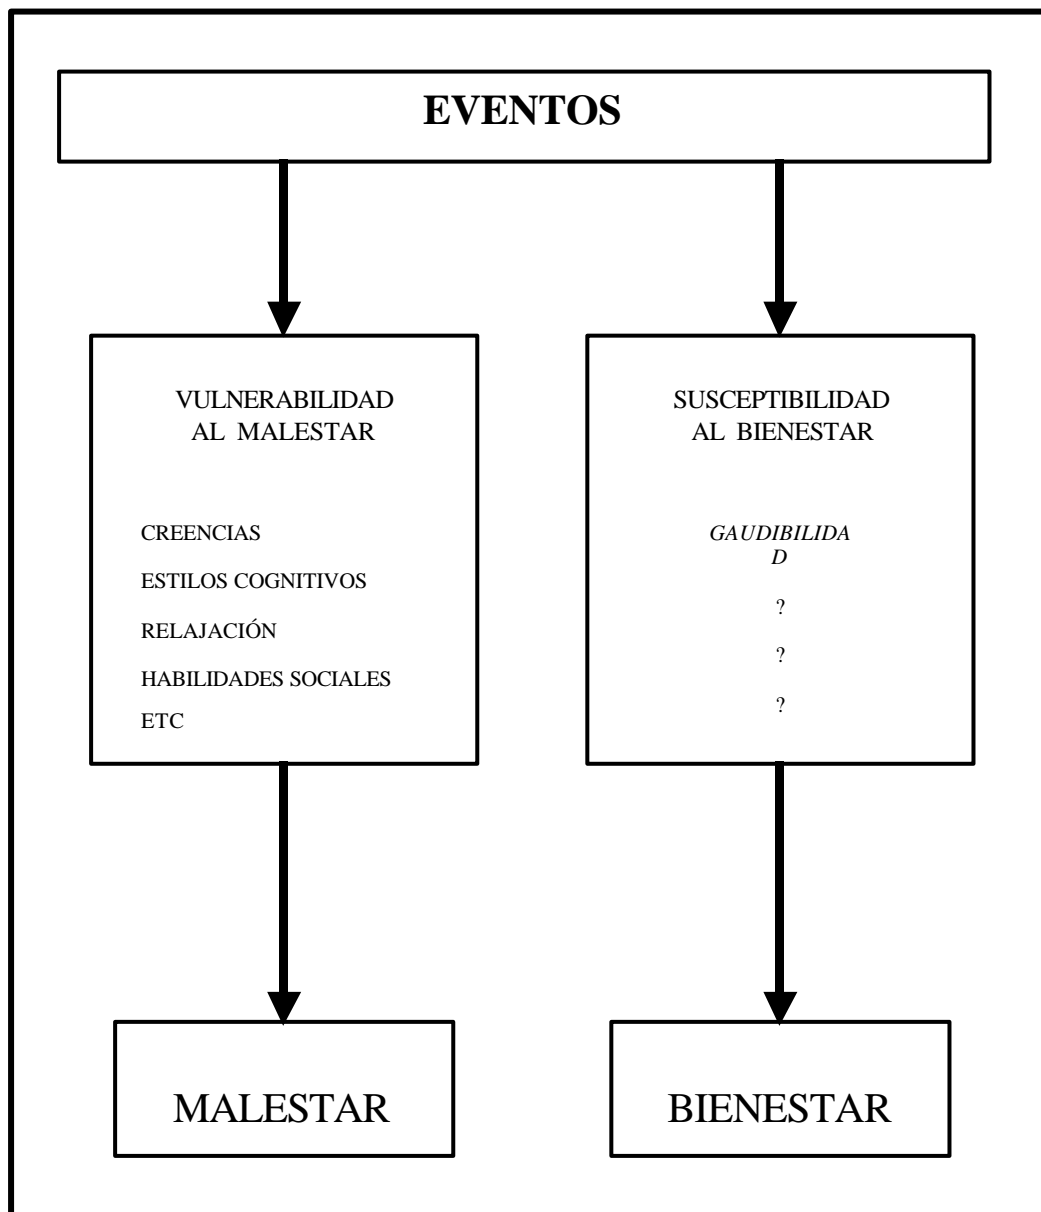 EVENTOS
VULNERABILIDAD
AL MALESTAR
CREENCIAS
ESTILOS COGNITIVOS
RELAJACIÓN
HABILIDADES SOCIALES
ETC
SUSCEPTIBILIDAD
AL BIENESTAR
GAUDIBILIDA
D
?
?
?
MALESTAR
BIENESTAR